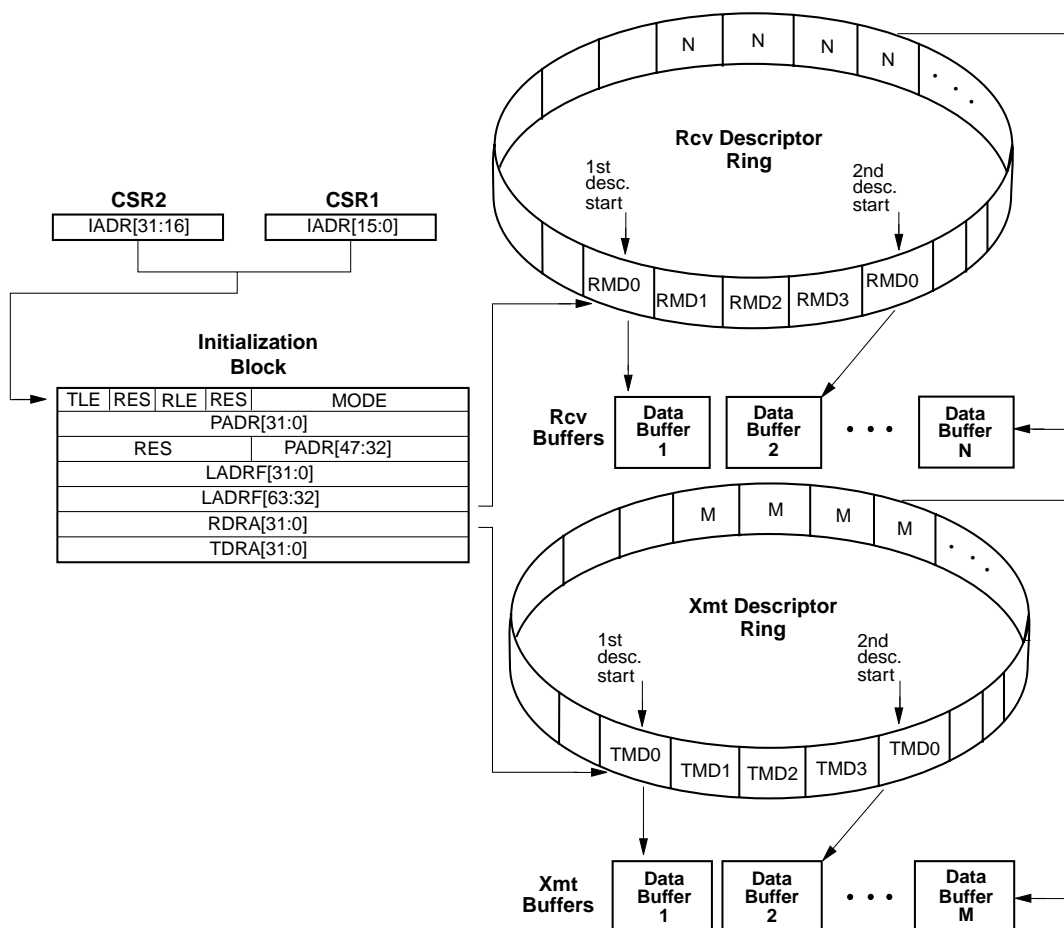 N N N N
• • •
Rcv Descriptor
Ring
1st
desc.
start
2nd
desc.
start
RMD0 RMD1 RMD2 RMD3 RMD0
CSR2 CSR1
IADR[31:16] IADR[15:0]
Initialization
Block
TLE RES RLE RES MODE
PADR[31:0]
RES PADR[47:32]
LADRF[31:0]
LADRF[63:32]
RDRA[31:0]
TDRA[31:0]
Rcv
Buffers
Data
Buffer
1
Data
Buffer
2
• • •
Data
Buffer
N
M M M M
• • •
Xmt Descriptor
Ring
1st
desc.
start
2nd
desc.
start
TMD0 TMD1 TMD2 TMD3 TMD0
Xmt
Buffers
Data
Buffer
1
Data
Buffer
2
• • •
Data
Buffer
M